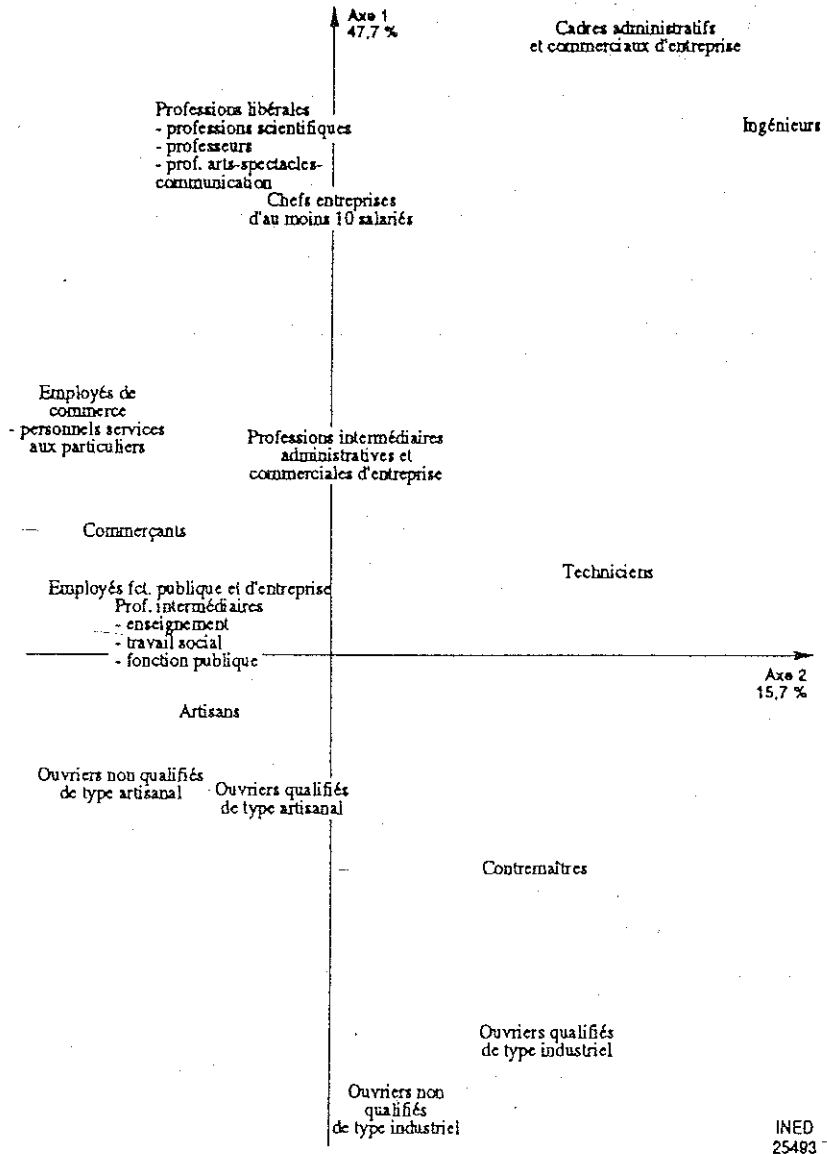 Axe 1
47,7 %
Cadres administratifs
et commerciaux d'entreprise
Professions libérales
- professions scientifiques
- professeurs
- prof. arts-spectacles-
communication
Ingénieurs
Chefs entreprises
d'au moins 10 salariés
Employés de
commerce
- personnels services
aux particuliers
Professions intermédiaires
administratives et
commerciales d'entreprise
Commerçants
Techniciens
Employés fct. publique et d'entreprise
Prof. intermédiaires
- enseignement
- travail social
- fonction publique
Axe 2
15,7 %
Artisans
Ouvriers non qualifiés
de type artisanal
Ouvriers qualifiés
de type artisanal
Contremaîtres
Ouvriers qualifiés
de type industriel
Ouvriers non
qualifiés
de type industriel
INED
25493